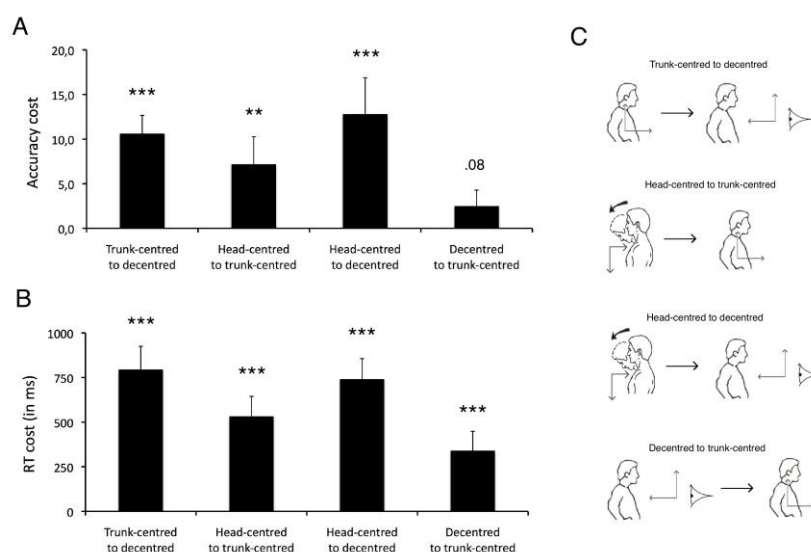 A
Accuracy cost
20,0
15,0
10,0
5,0
0,0
***
**
***
.08
Trunk-centred
to decentred
Head-centred
to trunk-centred
Head-centred
to decentred
Decentred
to trunk-centred
B
RT cost (in ms)
1000
750
500
250
0
***
***
***
***
Trunk-centred
to decentred
Head-centred
to trunk-centred
Head-centred
to decentred
Decentred
to trunk-centred
C
Trunk-centred to decentred
Head-centred to trunk-centred
Head-centred to decentred
Decentred to trunk-centred